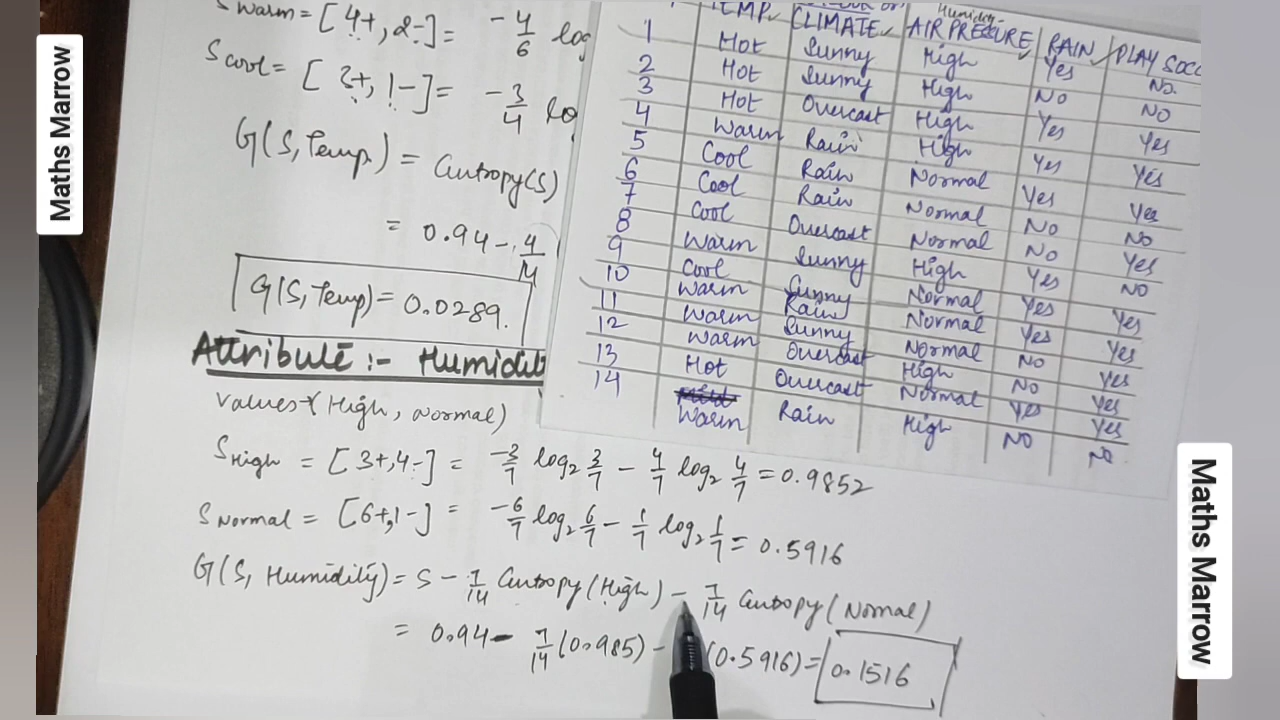 Maths Marrow
S Warm = [4+, 2-] = -4/6 log
S Cool = [3+, 1-] = -3/4 log
G(S, Temp.) = Entropy(S)
= 0.94 - 4/14
G(S, Temp) = 0.0289.
Attribute :- Humidit
Values → (High, Normal)
S High = [3+, 4-] = -3/7 log2 3/7 - 4/7 log2 4/7 = 0.9852
S Normal = [6+, 1-] = -6/7 log2 6/7 - 1/7 log2 1/7 = 0.5916
G(S, Humidity) = S - 7/14 Entropy (High) - 7/14 Entropy (Normal)
= 0.94 - 7/14 (0.985) - (0.5916) = 0.1516
TEMP CLIMATE Humidity AIR PRESSURE RAIN PLAY SOCC
1 Hot Sunny High Yes No
2 Hot Sunny High No No
3 Hot Overcast High Yes Yes
4 Warm Rain High Yes Yes
5 Cool Rain Normal Yes Yes
6 Cool Rain Normal No No
7 Cool Overcast Normal No Yes
8 Warm Sunny High Yes No
9 Cool Sunny Normal Yes Yes
10 Warm Rain Normal Yes Yes
11 Warm Sunny Normal No Yes
12 Warm Overcast High No Yes
13 Hot Overcast Normal Yes Yes
14 Warm Rain High No No
Maths Marrow